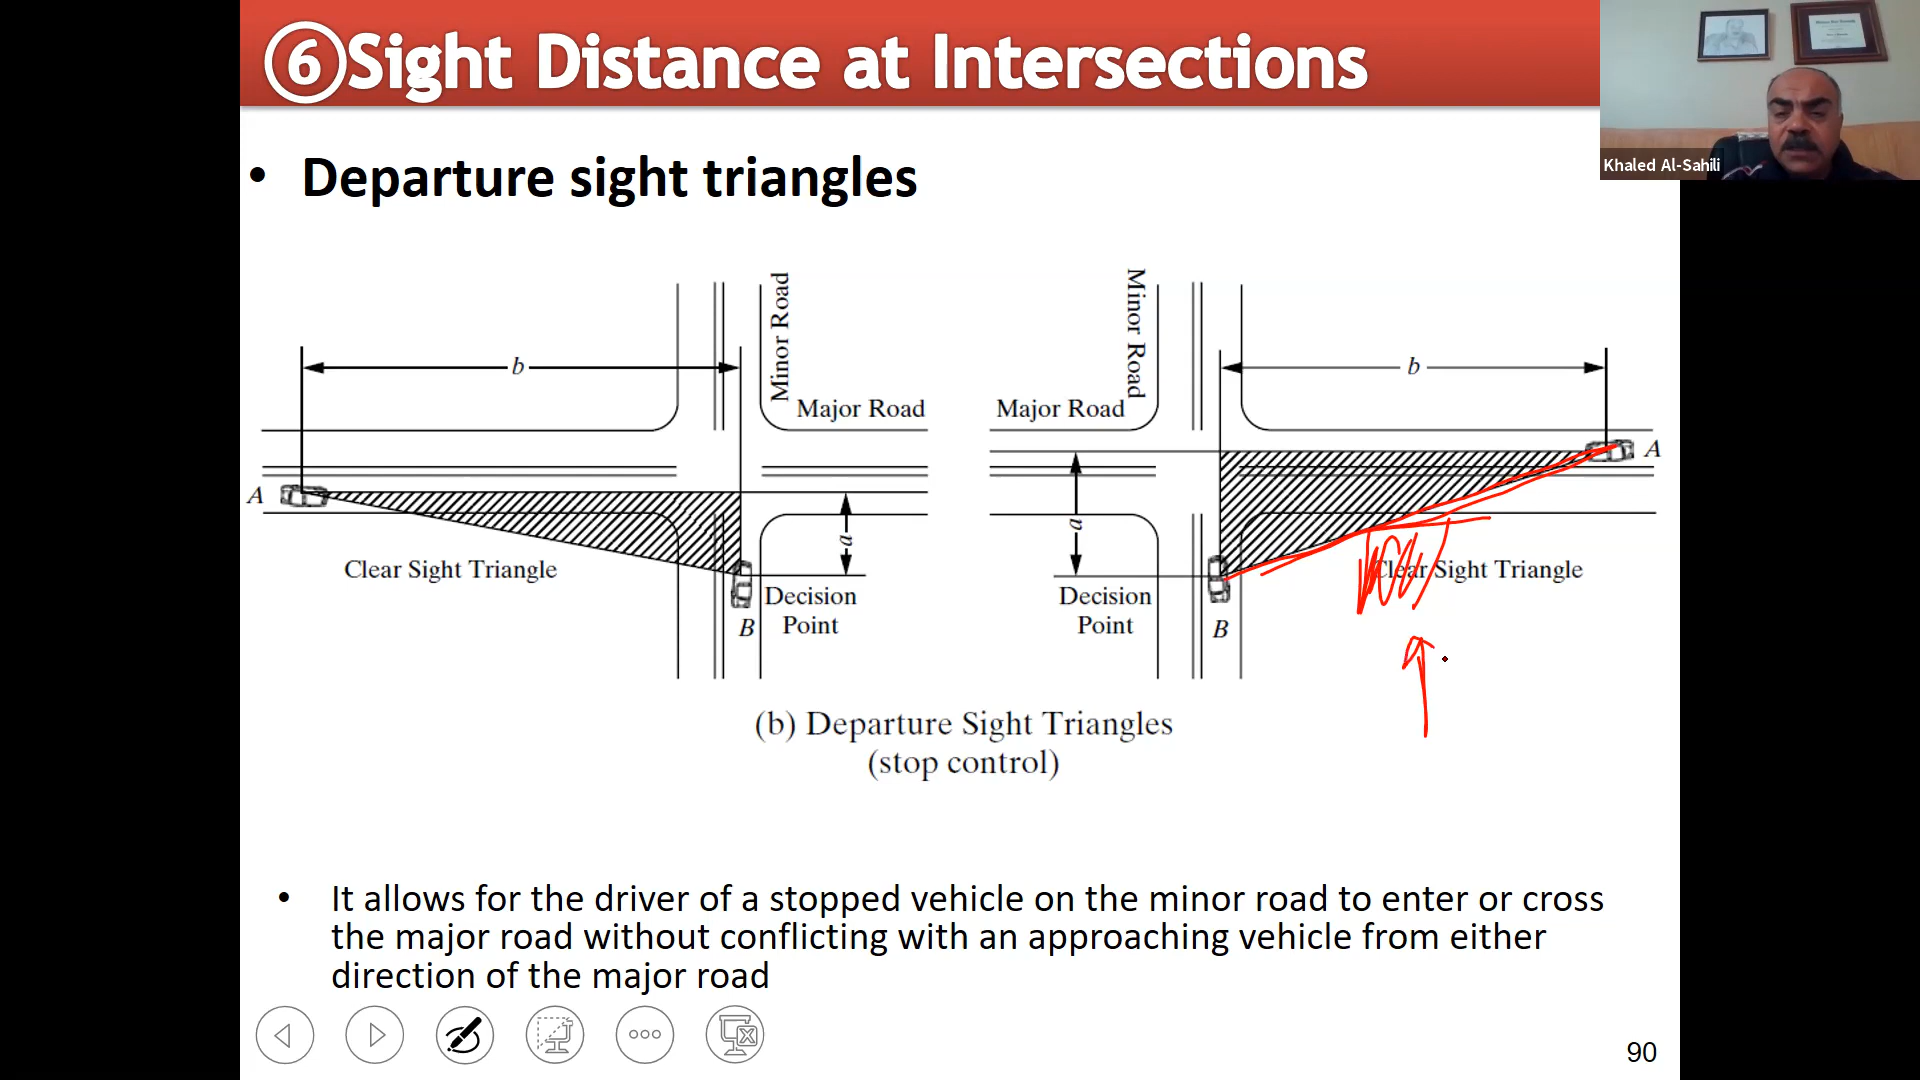 ⑥Sight Distance at Intersections
Khaled Al-Sahili
• Departure sight triangles
Minor Road
Minor Road
b
b
Major Road
Major Road
A
A
a
a
Clear Sight Triangle
Clear Sight Triangle
Decision
Point
Decision
Point
B
B
(b) Departure Sight Triangles
(stop control)
• It allows for the driver of a stopped vehicle on the minor road to enter or cross
the major road without conflicting with an approaching vehicle from either
direction of the major road
90